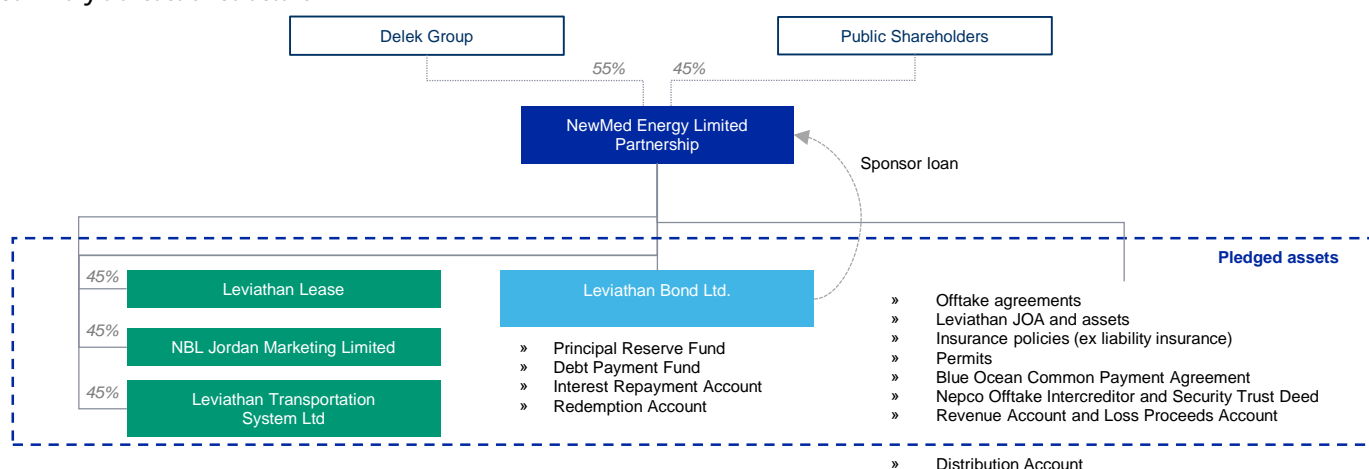 Delek Group
Public Shareholders
55%
45%
NewMed Energy Limited
Partnership
Sponsor loan
Pledged assets
45%
Leviathan Lease
45%
NBL Jordan Marketing Limited
45%
Leviathan Transportation
System Ltd
Leviathan Bond Ltd.
» Principal Reserve Fund
» Debt Payment Fund
» Interest Repayment Account
» Redemption Account
» Offtake agreements
» Leviathan JOA and assets
» Insurance policies (ex liability insurance)
» Permits
» Blue Ocean Common Payment Agreement
» Nepco Offtake Intercreditor and Security Trust Deed
» Revenue Account and Loss Proceeds Account
» Distribution Account